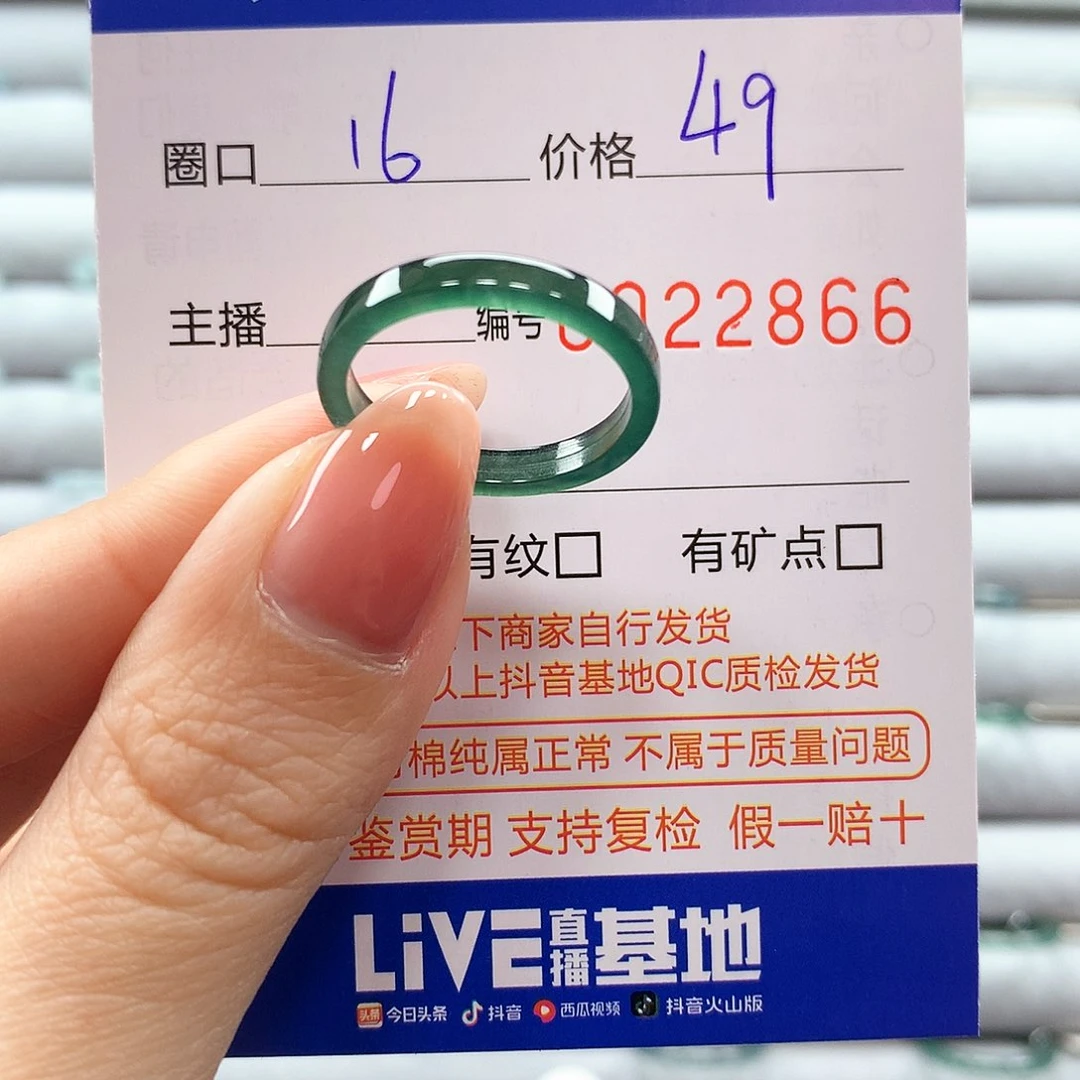 圈口 16 价格 49
主播 编号 022866
有纹□ 有矿点□
下商家自行发货
以上抖音基地QIC质检发货
棉纯属正常 不属于质量问题
鉴赏期 支持复检 假一赔十
LiVE直播基地
头条 今日头条 抖音 西瓜视频 抖音火山版